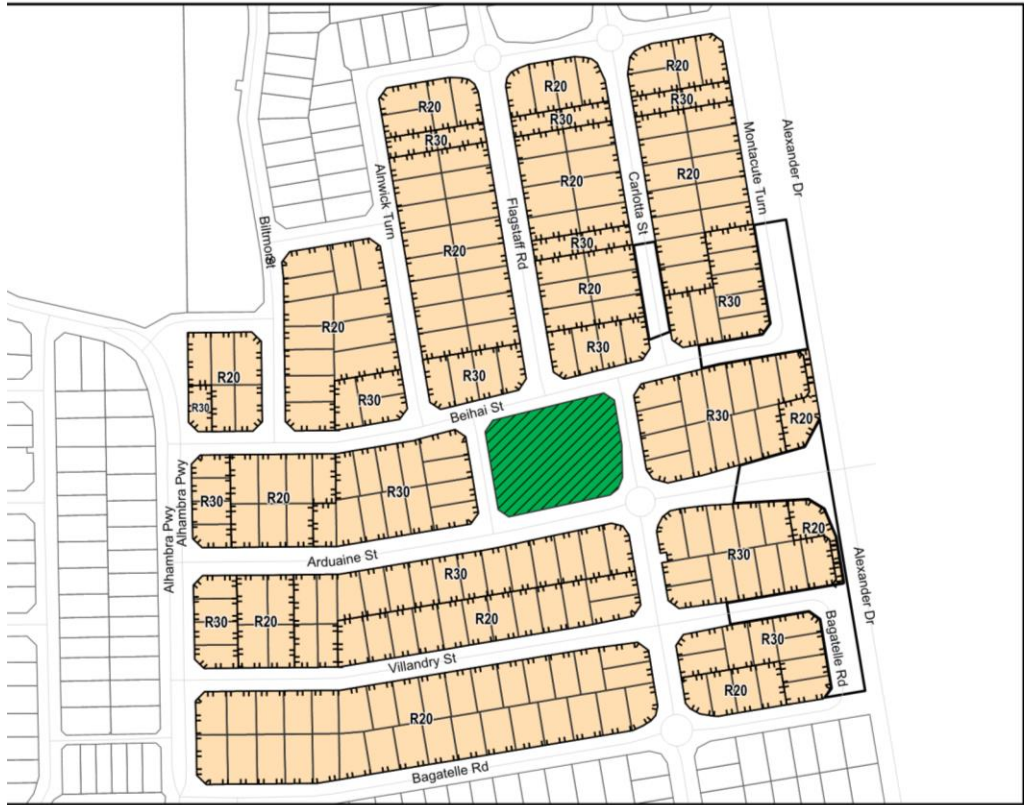 R20
R20
R20
R30
R30
R30
Alexander Dr
Montacute Turn
Alnwick Turn
Carlotta St
R20
R20
Flagstaff Rd
Biltmore St
R20
R30
R20
R30
R20
R30
R20
R30
R30
R30
R20
R30
R30
R20
Beihai St
Alhambra Pwy
Alhambra Pwy
R30
R20
R30
R20
R30
Arduaine St
R30
R30
R20
R20
Alexander Dr
Villandry St
Bagatelle Rd
R30
R20
R20
Bagatelle Rd